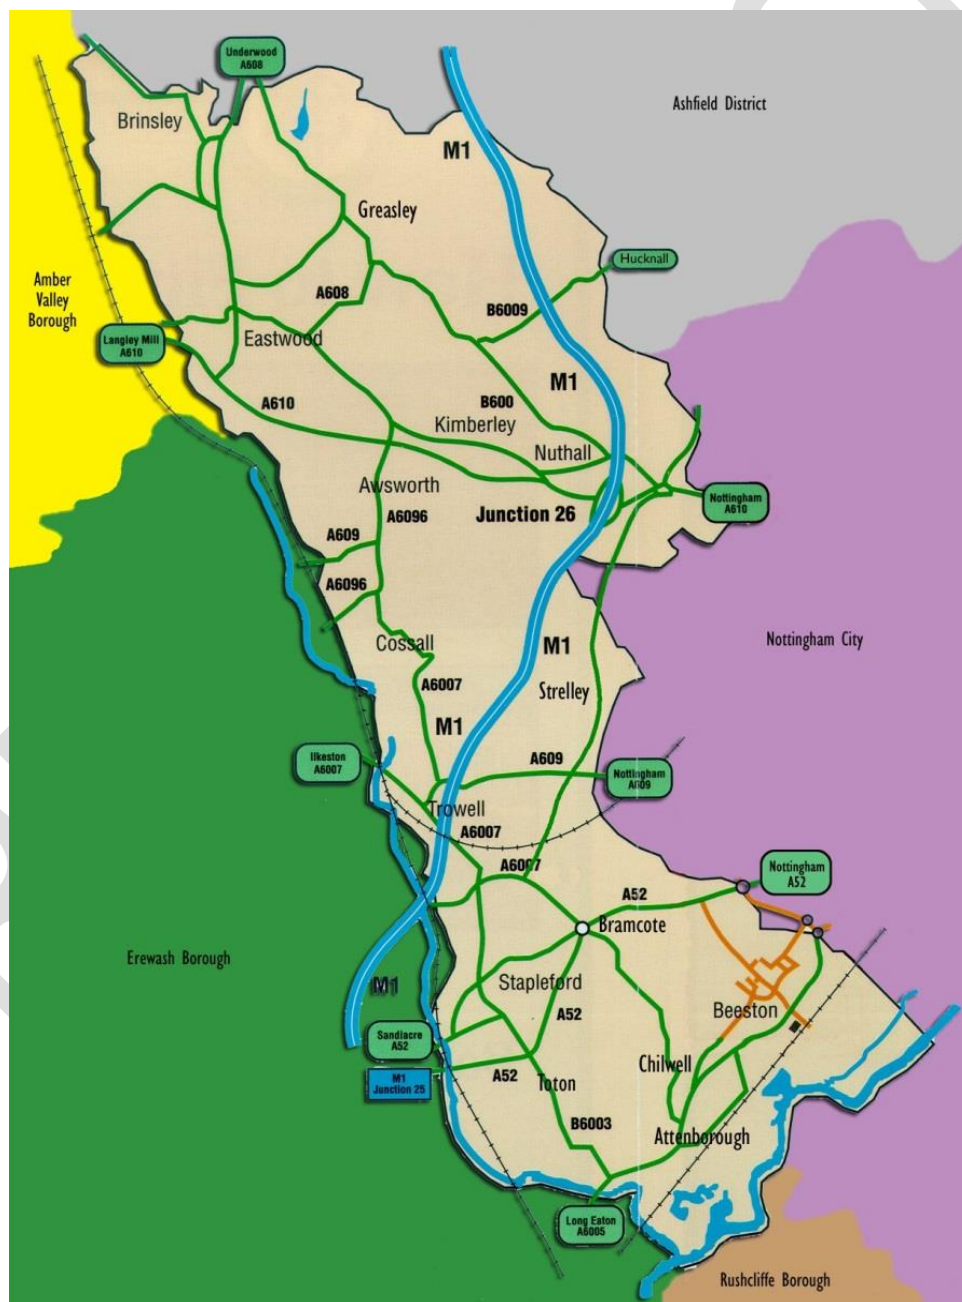 Underwood
A608
Ashfield District
Brinsley
M1
Greasley
Hucknall
Amber
Valley
Borough
A608
B6009
Langley Mill
A610
Eastwood
M1
A610
B600
Kimberley
Nuthall
Awsworth
Nottingham
A610
A6096
Junction 26
A609
A6096
Cossall
M1
Nottingham City
A6007
Strelley
M1
Ilkeston
A6007
A609
Nottingham
A609
Trowell
A6007
A6007
Nottingham
A52
A52
Bramcote
Erewash Borough
M1
Stapleford
A52
Beeston
Sandiacre
A52
M1
Junction 25
A52
Toton
Chilwell
B6003
Attenborough
Long Eaton
A6005
Rushcliffe Borough